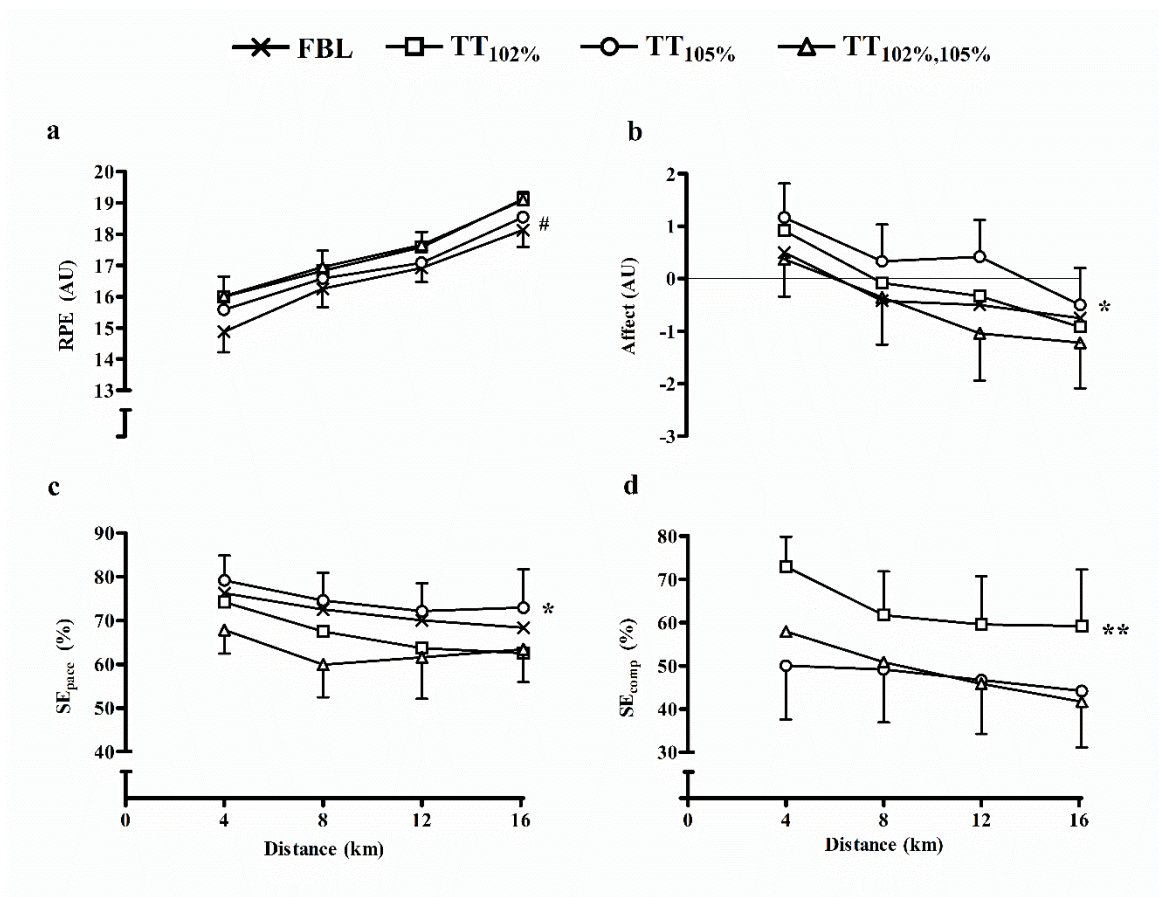 FBL TT102% TT105% TT102%,105%
a
20
19
18
17
16
15
14
13
RPE (AU)
#
b
2
1
0
-1
-2
-3
Affect (AU)
*
c
90
80
70
60
50
40
SEpace (%)
*
0 4 8 12 16
Distance (km)
d
80
70
60
50
40
30
SEcomp (%)
**
0 4 8 12 16
Distance (km)